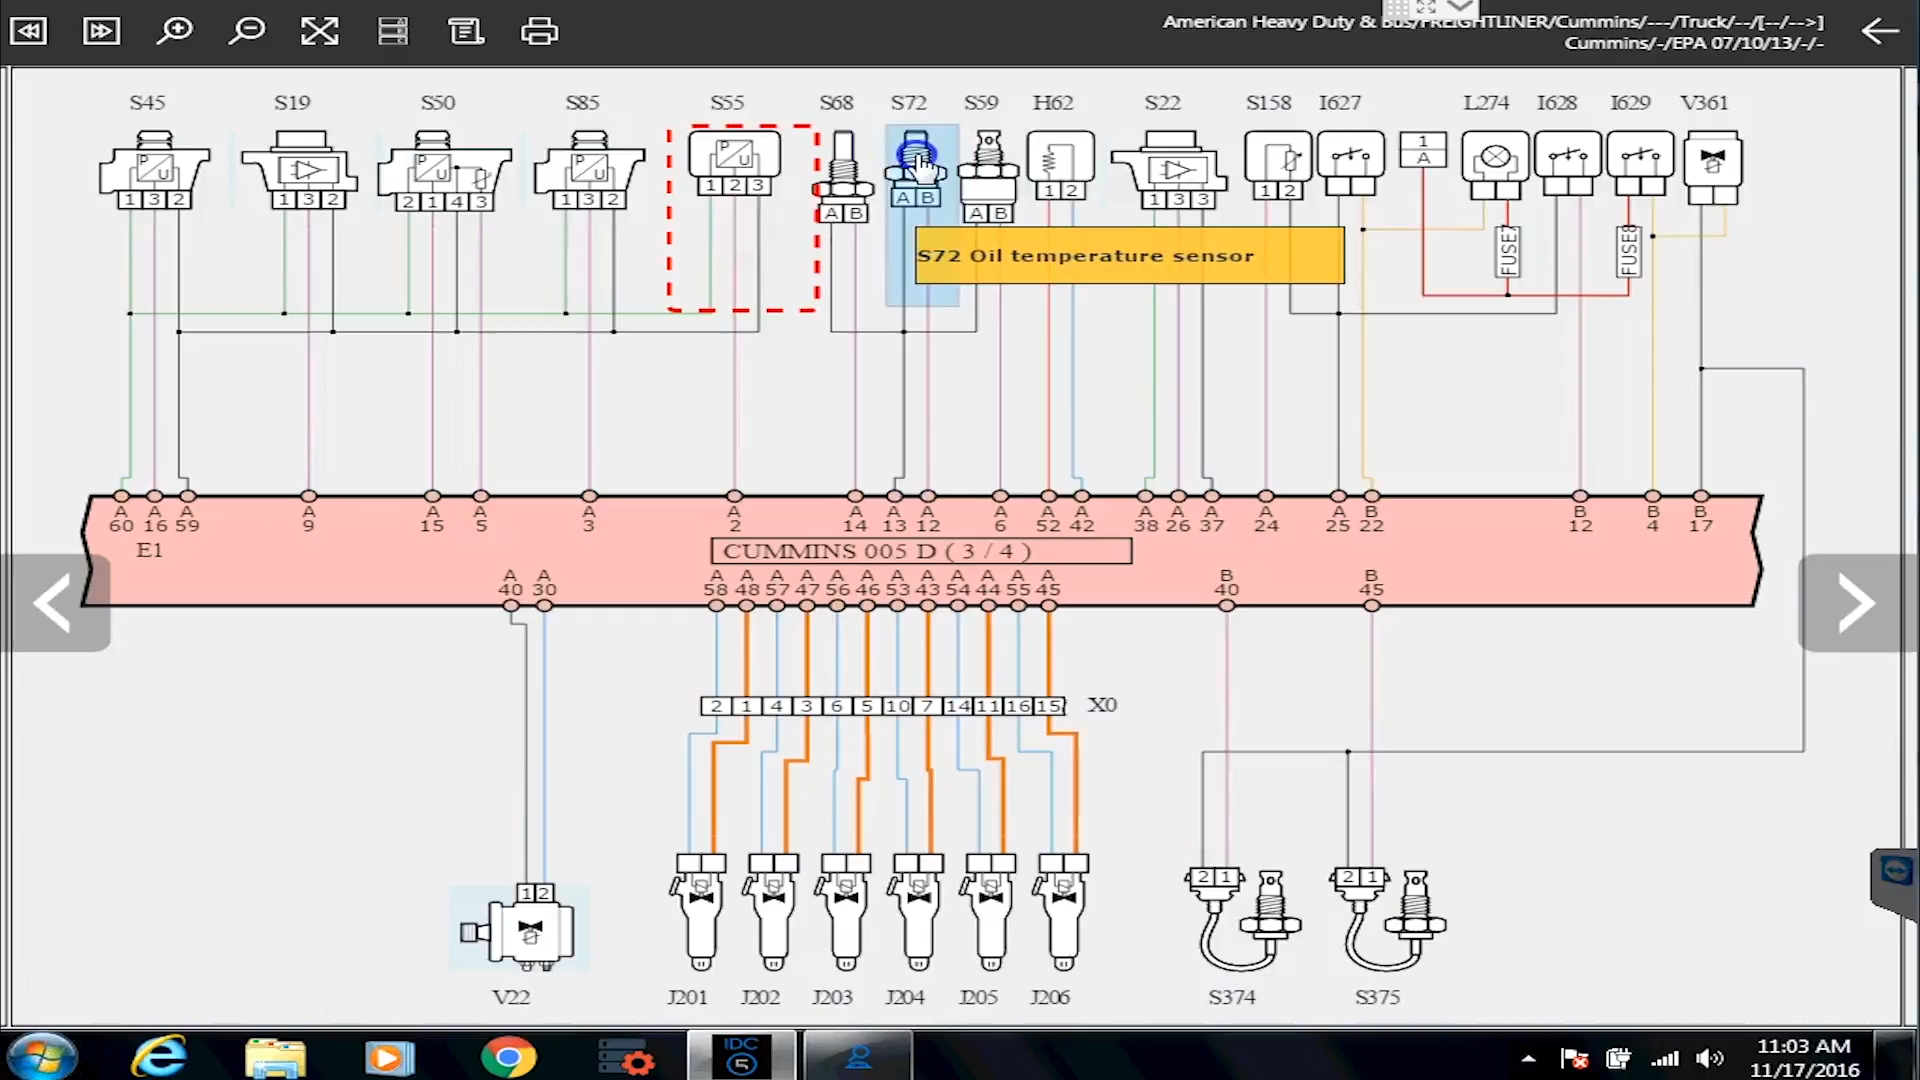 American Heavy Duty & Bus/FREIGHTLINER/Cummins/---/Truck/--/[--/-->]
Cummins/-/EPA 07/10/13/-/-
S45 S19 S50 S85 S55 S68 S72 S59 H62 S22 S158 I627 L274 I628 I629 V361
P U P U P U P U
1 A
1 3 2 1 3 2 2 1 4 3 1 3 2 1 2 3 A B A B A B 1 2 1 3 3 1 2
S72 Oil temperature sensor
FUSE FUSE
A A A A A A A A A A A A A A A A A A A A B B B B
60 16 59 9 15 5 3 2 14 13 12 6 52 42 38 26 37 24 25 22 12 4 17
E1
CUMMINS 005 D ( 3 / 4 )
A A A A A A A A A A A A A A B B
40 30 58 48 57 47 56 46 53 43 54 44 55 45 40 45
2 1 4 3 6 5 10 7 14 11 16 15 X0
2 1 2 1
1 2
V22 J201 J202 J203 J204 J205 J206 S374 S375
IDC
5
11:03 AM
11/17/2016